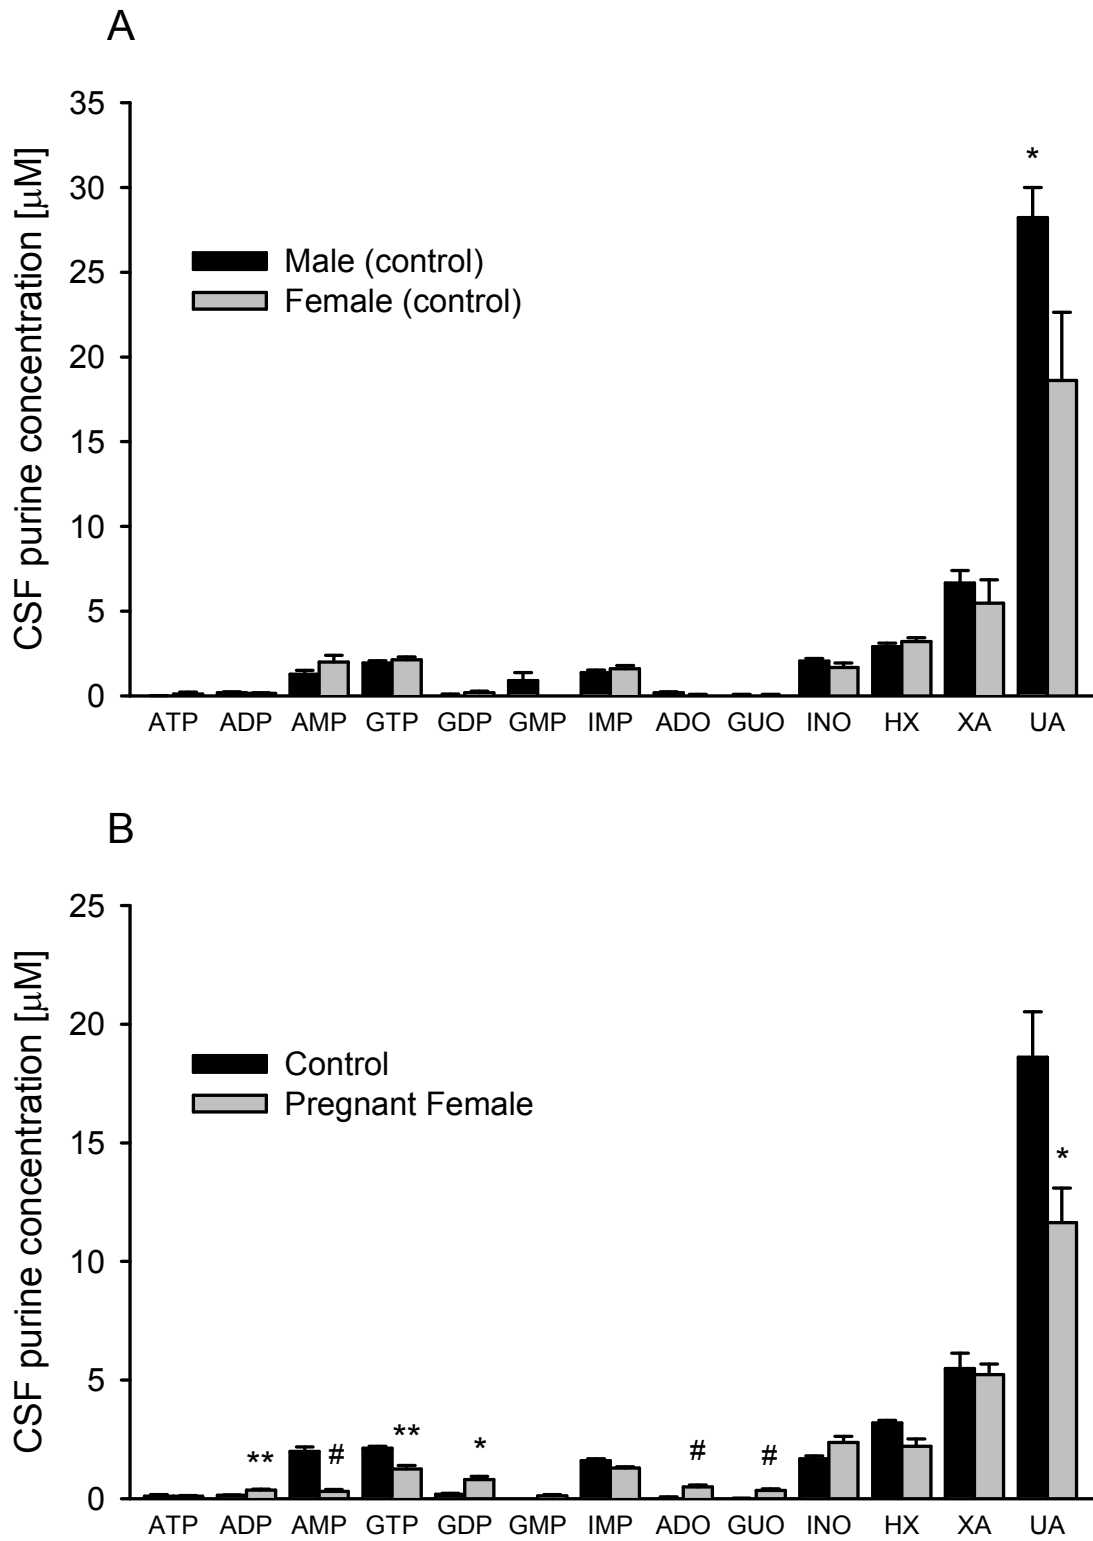 A
CSF purine concentration [μM]
35
30
25
20
15
10
5
0
*
Male (control)
Female (control)
ATP ADP AMP GTP GDP GMP IMP ADO GUO INO HX XA UA
B
CSF purine concentration [μM]
25
20
15
10
5
0
Control
Pregnant Female
*
** # ** * # #
ATP ADP AMP GTP GDP GMP IMP ADO GUO INO HX XA UA